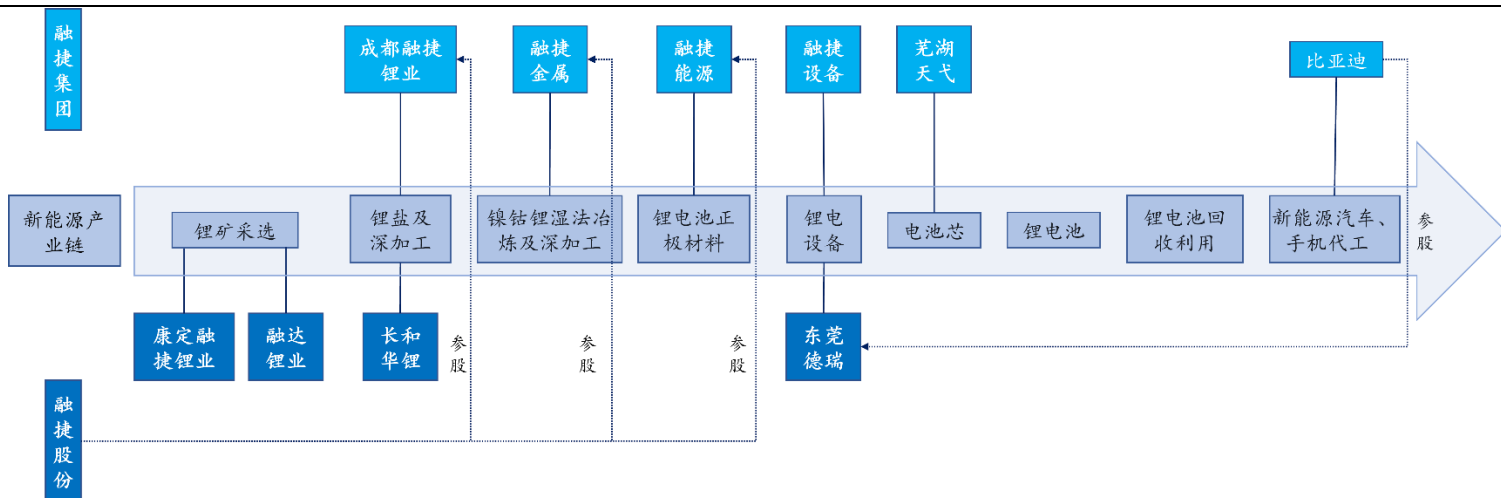 融
捷
集
团
成都融捷
锂业
融捷
金属
融捷
能源
融捷
设备
芜湖
天弋
比亚迪
新能源产
业链
锂矿采选
锂盐及
深加工
镍钴锂湿法冶
炼及深加工
锂电池正
极材料
锂电
设备
电池芯
锂电池
锂电池回
收利用
新能源汽车、
手机代工
参
股
康定融
捷锂业
融达
锂业
长和
华锂
参
股
参
股
参
股
东莞
德瑞
融
捷
股
份